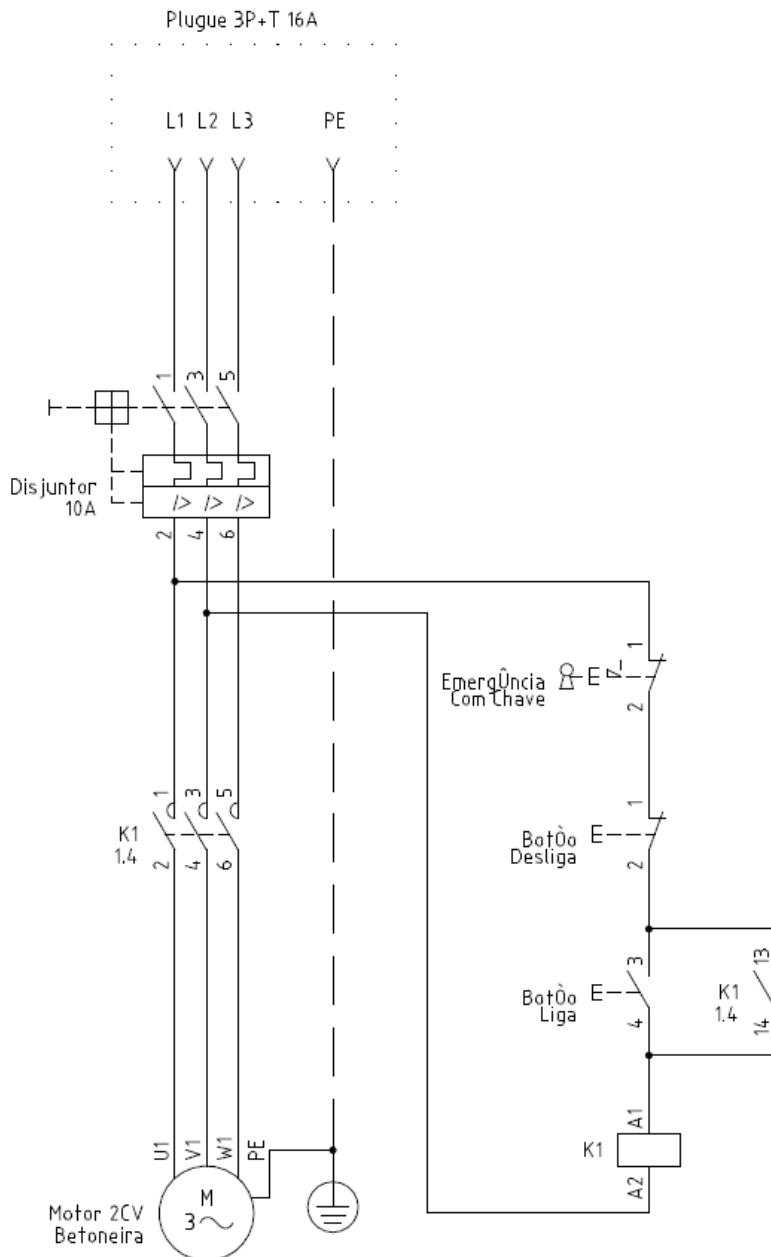 Plugue 3P+T 16A
L1 L2 L3 PE
1 3 5
Disjuntor
10A
I> I> I>
2 4 6
1
EmergÛncia
Com Chave
E
2
1 3 5
K1
1.4
2 4 6
1
BotÒo
Desliga
E
2
3
BotÒo
Liga
E
4
13
K1
1.4
14
A1
K1
A2
U1 V1 W1 PE
M
3
Motor 2CV
Betoneira